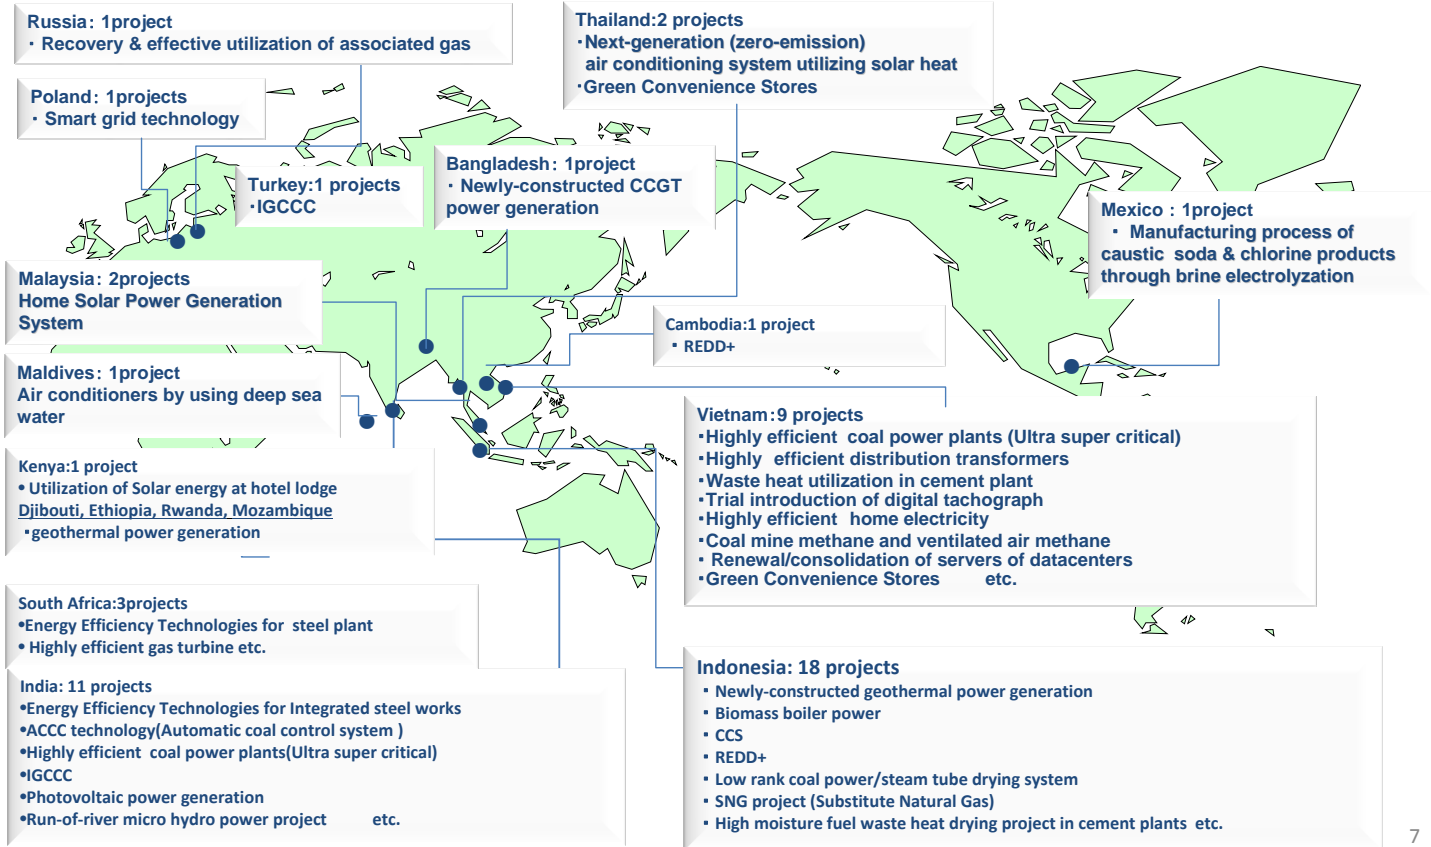 Russia: 1project
・ Recovery & effective utilization of associated gas
Thailand:2 projects
・Next-generation (zero-emission)
air conditioning system utilizing solar heat
・Green Convenience Stores
Poland: 1projects
・ Smart grid technology
Turkey:1 projects
・IGCCC
Bangladesh: 1project
・ Newly-constructed CCGT
power generation
Mexico : 1project
・ Manufacturing process of
caustic soda & chlorine products
through brine electrolyzation
Malaysia: 2projects
Home Solar Power Generation
System
Cambodia:1 project
・ REDD+
Maldives: 1project
Air conditioners by using deep sea
water
Kenya:1 project
• Utilization of Solar energy at hotel lodge
Djibouti, Ethiopia, Rwanda, Mozambique
・geothermal power generation
Vietnam:9 projects
・Highly efficient coal power plants (Ultra super critical)
・Highly efficient distribution transformers
・Waste heat utilization in cement plant
・Trial introduction of digital tachograph
・Highly efficient home electricity
・Coal mine methane and ventilated air methane
・ Renewal/consolidation of servers of datacenters
・Green Convenience Stores etc.
South Africa:3projects
•Energy Efficiency Technologies for steel plant
• Highly efficient gas turbine etc.
India: 11 projects
•Energy Efficiency Technologies for Integrated steel works
•ACCC technology(Automatic coal control system )
•Highly efficient coal power plants(Ultra super critical)
•IGCCC
•Photovoltaic power generation
•Run-of-river micro hydro power project etc.
Indonesia: 18 projects
・ Newly-constructed geothermal power generation
・ Biomass boiler power
・ CCS
・ REDD+
・ Low rank coal power/steam tube drying system
・ SNG project (Substitute Natural Gas)
・ High moisture fuel waste heat drying project in cement plants etc.
7